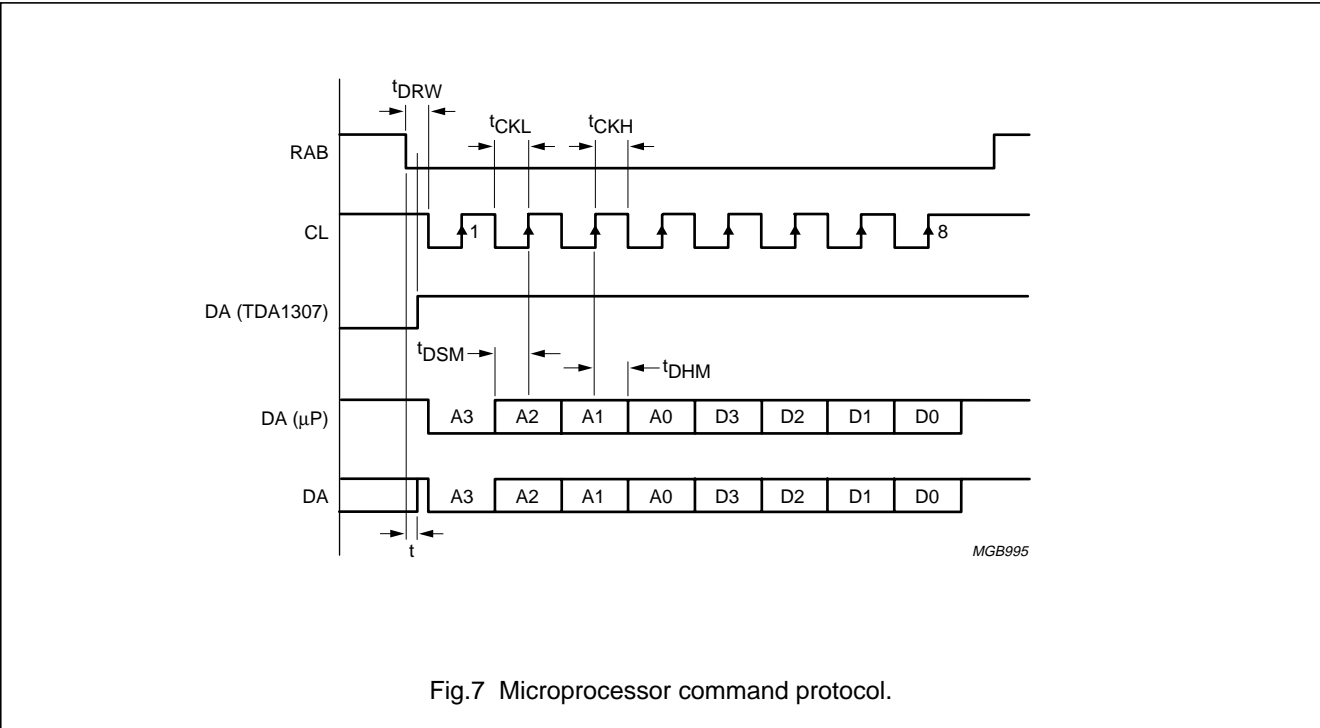 tDRW
tCKL tCKH
RAB
CL 1 8
DA (TDA1307)
tDSM tDHM
DA (μP) A3 A2 A1 A0 D3 D2 D1 D0
DA A3 A2 A1 A0 D3 D2 D1 D0
t
MGB995
Fig.7 Microprocessor command protocol.